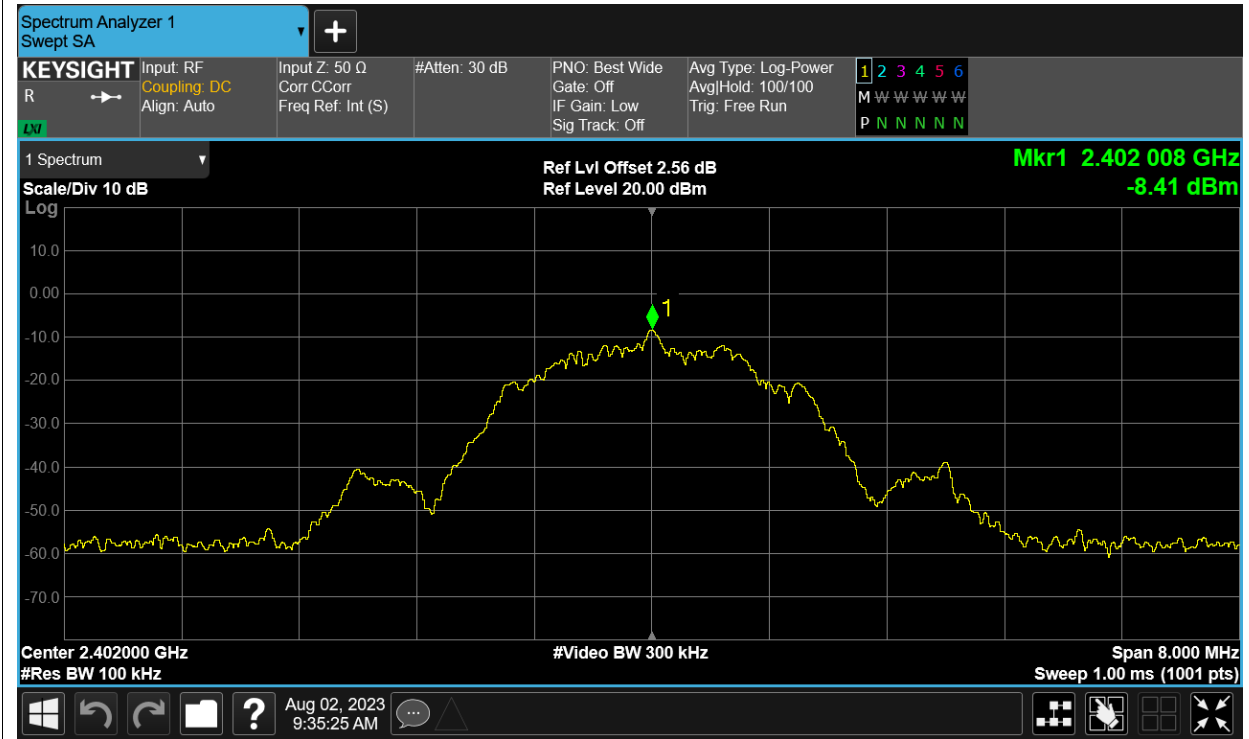 Spectrum Analyzer 1
Swept SA
KEYSIGHT
R
LXI
Input: RF
Coupling: DC
Align: Auto
Input Z: 50 Ω
Corr CCorr
Freq Ref: Int (S)
#Atten: 30 dB
PNO: Best Wide
Gate: Off
IF Gain: Low
Sig Track: Off
Avg Type: Log-Power
Avg|Hold: 100/100
Trig: Free Run
1 2 3 4 5 6
M W W W W W
P N N N N N
1 Spectrum
Scale/Div 10 dB
Ref Lvl Offset 2.56 dB
Ref Level 20.00 dBm
Mkr1 2.402 008 GHz
-8.41 dBm
Log
10.0
0.00
1
-10.0
-20.0
-30.0
-40.0
-50.0
-60.0
-70.0
Center 2.402000 GHz
#Res BW 100 kHz
#Video BW 300 kHz
Span 8.000 MHz
Sweep 1.00 ms (1001 pts)
?
Aug 02, 2023
9:35:25 AM